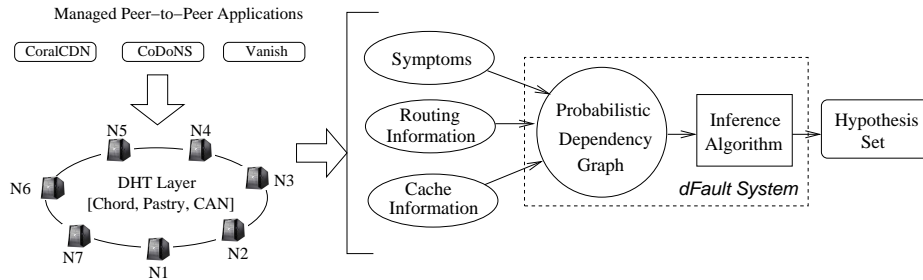 Managed Peer−to−Peer Applications
CoralCDN
CoDoNS
Vanish
N5
N4
N6
N3
DHT Layer
[Chord, Pastry, CAN]
N7
N1
N2
Symptoms
Routing
Information
Cache
Information
Probabilistic
Dependency
Graph
Inference
Algorithm
dFault System
Hypothesis
Set